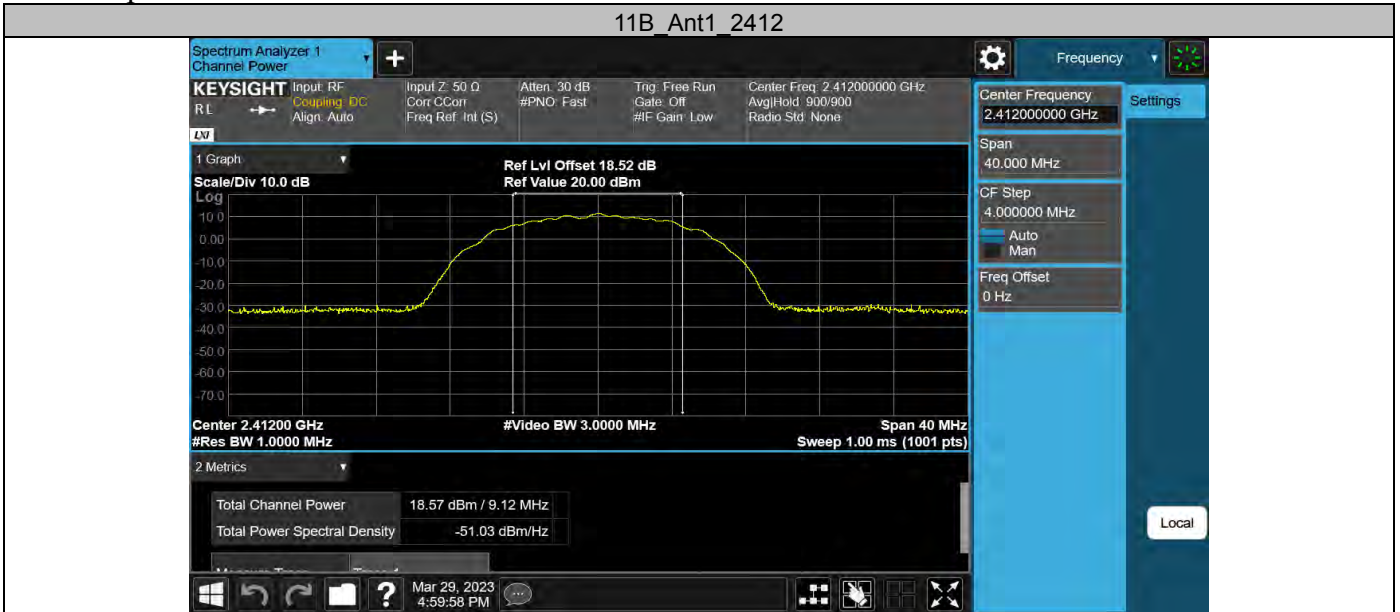 11B_Ant1_2412
Spectrum Analyzer 1
Channel Power
+
Frequency
KEYSIGHT
RL
LXI
Input: RF
Coupling: DC
Align: Auto
Input Z: 50 Ω
Corr CCorr
Freq Ref: Int (S)
Atten: 30 dB
#PNO: Fast
Trig: Free Run
Gate: Off
#IF Gain: Low
Center Freq: 2.412000000 GHz
Avg|Hold: 900/900
Radio Std: None
Center Frequency
2.412000000 GHz
Settings
Span
40.000 MHz
CF Step
4.000000 MHz
Auto
Man
Freq Offset
0 Hz
Local
1 Graph
Scale/Div 10.0 dB
Ref Lvl Offset 18.52 dB
Ref Value 20.00 dBm
Log
10.0
0.00
-10.0
-20.0
-30.0
-40.0
-50.0
-60.0
-70.0
Center 2.41200 GHz
#Video BW 3.0000 MHz
Span 40 MHz
#Res BW 1.0000 MHz
Sweep 1.00 ms (1001 pts)
2 Metrics
Total Channel Power 18.57 dBm / 9.12 MHz
Total Power Spectral Density -51.03 dBm/Hz
?
Mar 29, 2023
4:59:58 PM